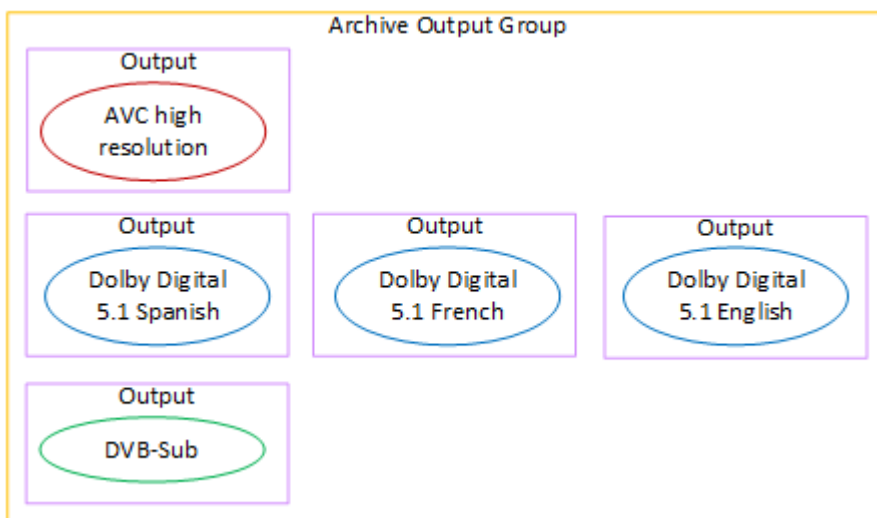 Archive Output Group
Output
AVC high
resolution
Output
Dolby Digital
5.1 Spanish
Output
Dolby Digital
5.1 French
Output
Dolby Digital
5.1 English
Output
DVB-Sub